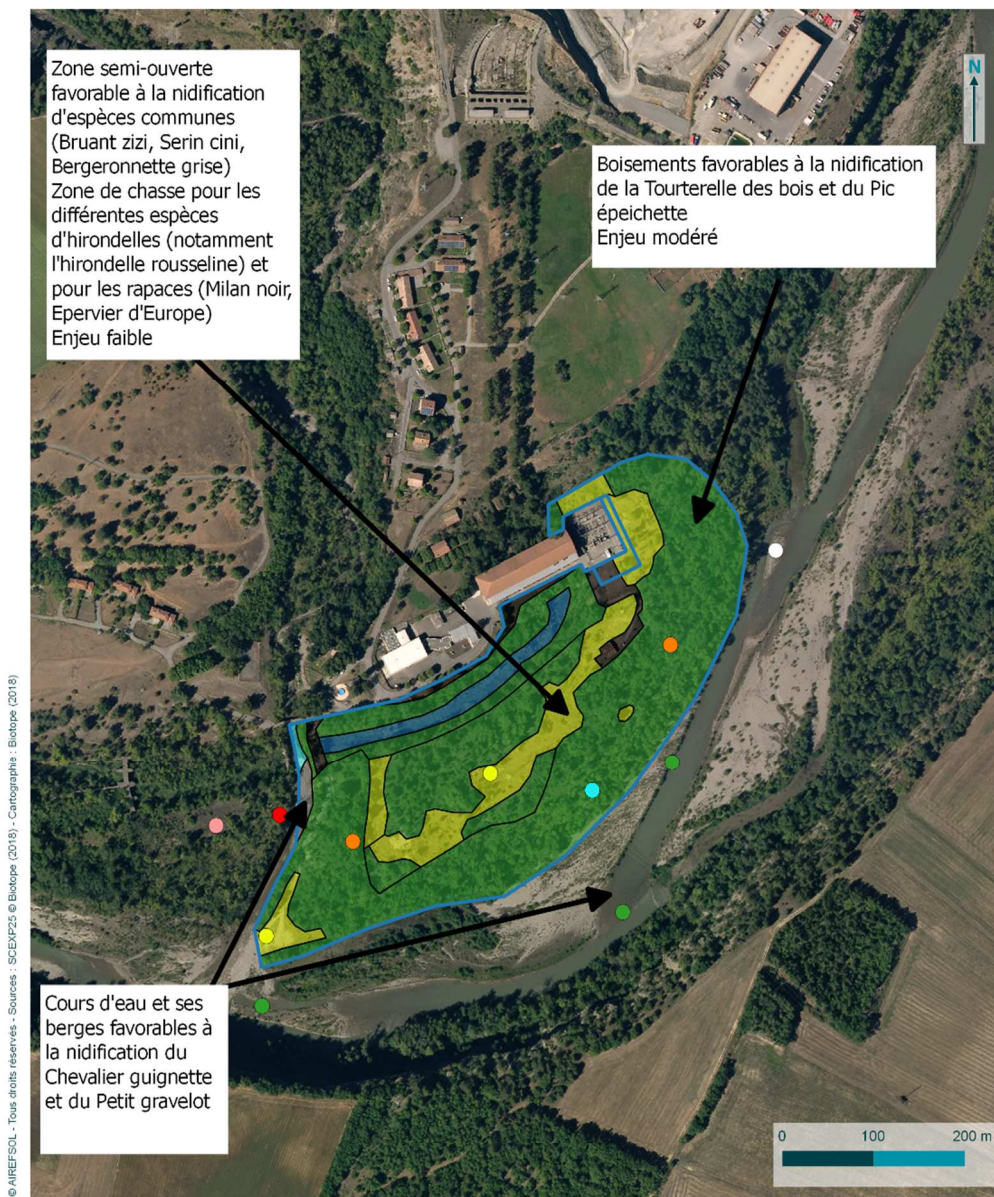 Zone semi-ouverte
favorable à la nidification
d'espèces communes
(Bruant zizi, Serin cini,
Bergeronnette grise)
Zone de chasse pour les
différentes espèces
d'hirondelles (notamment
l'hirondelle rousseline) et
pour les rapaces (Milan noir,
Epervier d'Europe)
Enjeu faible
N
Boisements favorables à la nidification
de la Tourterelle des bois et du Pic
épeichette
Enjeu modéré
Cours d'eau et ses
berges favorables à
la nidification du
Chevalier guignette
et du Petit gravelot
0 100 200 m
© AIREFSOL - Tous droits réservés - Sources : SCEXP25 © Biotope (2018) - Cartographie : Biotope (2018)